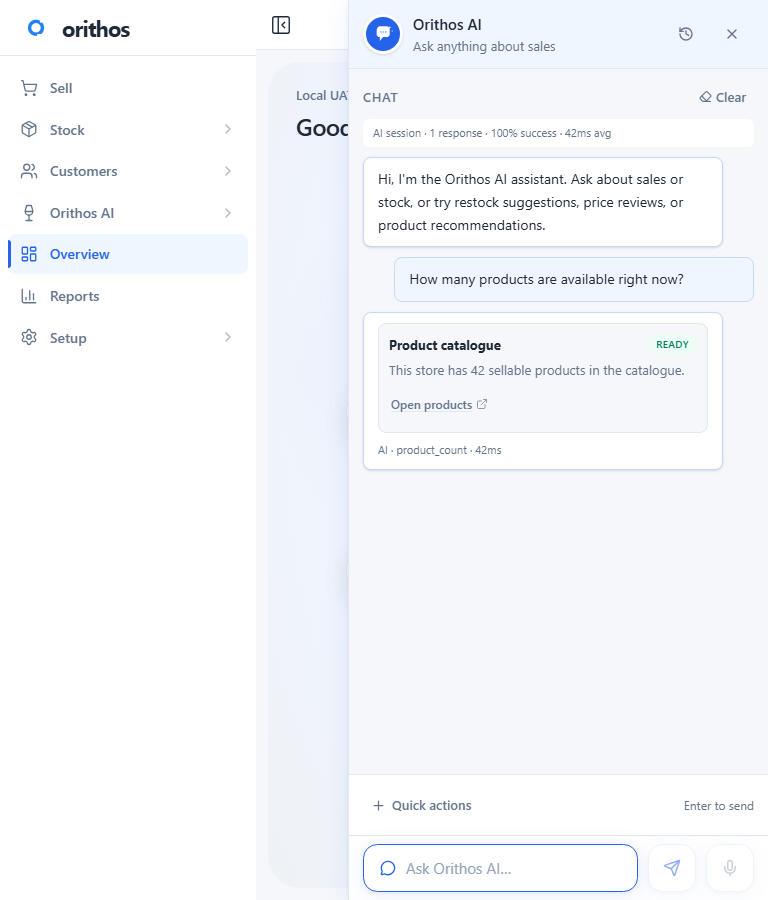 orithos
Sell
Stock
Customers
Orithos AI
Overview
Reports
Setup
Local UA
Good
Orithos AI
Ask anything about sales
CHAT
Clear
AI session · 1 response · 100% success · 42ms avg
Hi, I'm the Orithos AI assistant. Ask about sales or
stock, or try restock suggestions, price reviews, or
product recommendations.
How many products are available right now?
Product catalogue
READY
This store has 42 sellable products in the catalogue.
Open products
AI · product_count · 42ms
Quick actions
Enter to send
Ask Orithos AI...